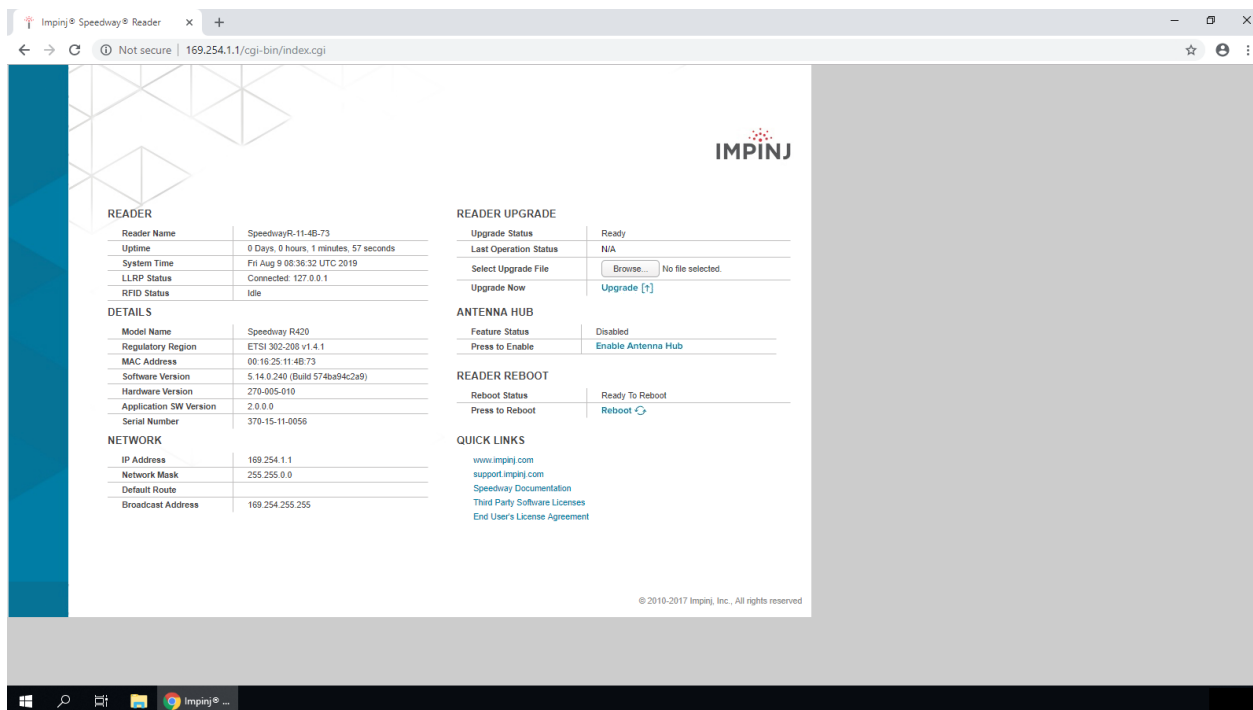 Impinj® Speedway® Reader
Not secure | 169.254.1.1/cgi-bin/index.cgi
IMPINJ
READER
Reader Name SpeedwayR-11-4B-73
Uptime 0 Days, 0 hours, 1 minutes, 57 seconds
System Time Fri Aug 9 08:36:32 UTC 2019
LLRP Status Connected: 127.0.0.1
RFID Status Idle
DETAILS
Model Name Speedway R420
Regulatory Region ETSI 302-208 v1.4.1
MAC Address 00:16:25:11:4B:73
Software Version 5.14.0.240 (Build 574ba94c2a9)
Hardware Version 270-005-010
Application SW Version 2.0.0.0
Serial Number 370-15-11-0056
NETWORK
IP Address 169.254.1.1
Network Mask 255.255.0.0
Default Route
Broadcast Address 169.254.255.255
READER UPGRADE
Upgrade Status Ready
Last Operation Status N/A
Select Upgrade File Browse... No file selected.
Upgrade Now Upgrade [↑]
ANTENNA HUB
Feature Status Disabled
Press to Enable Enable Antenna Hub
READER REBOOT
Reboot Status Ready To Reboot
Press to Reboot Reboot
QUICK LINKS
www.impinj.com
support.impinj.com
Speedway Documentation
Third Party Software Licenses
End User's License Agreement
© 2010-2017 Impinj, Inc., All rights reserved
Impinj® ...